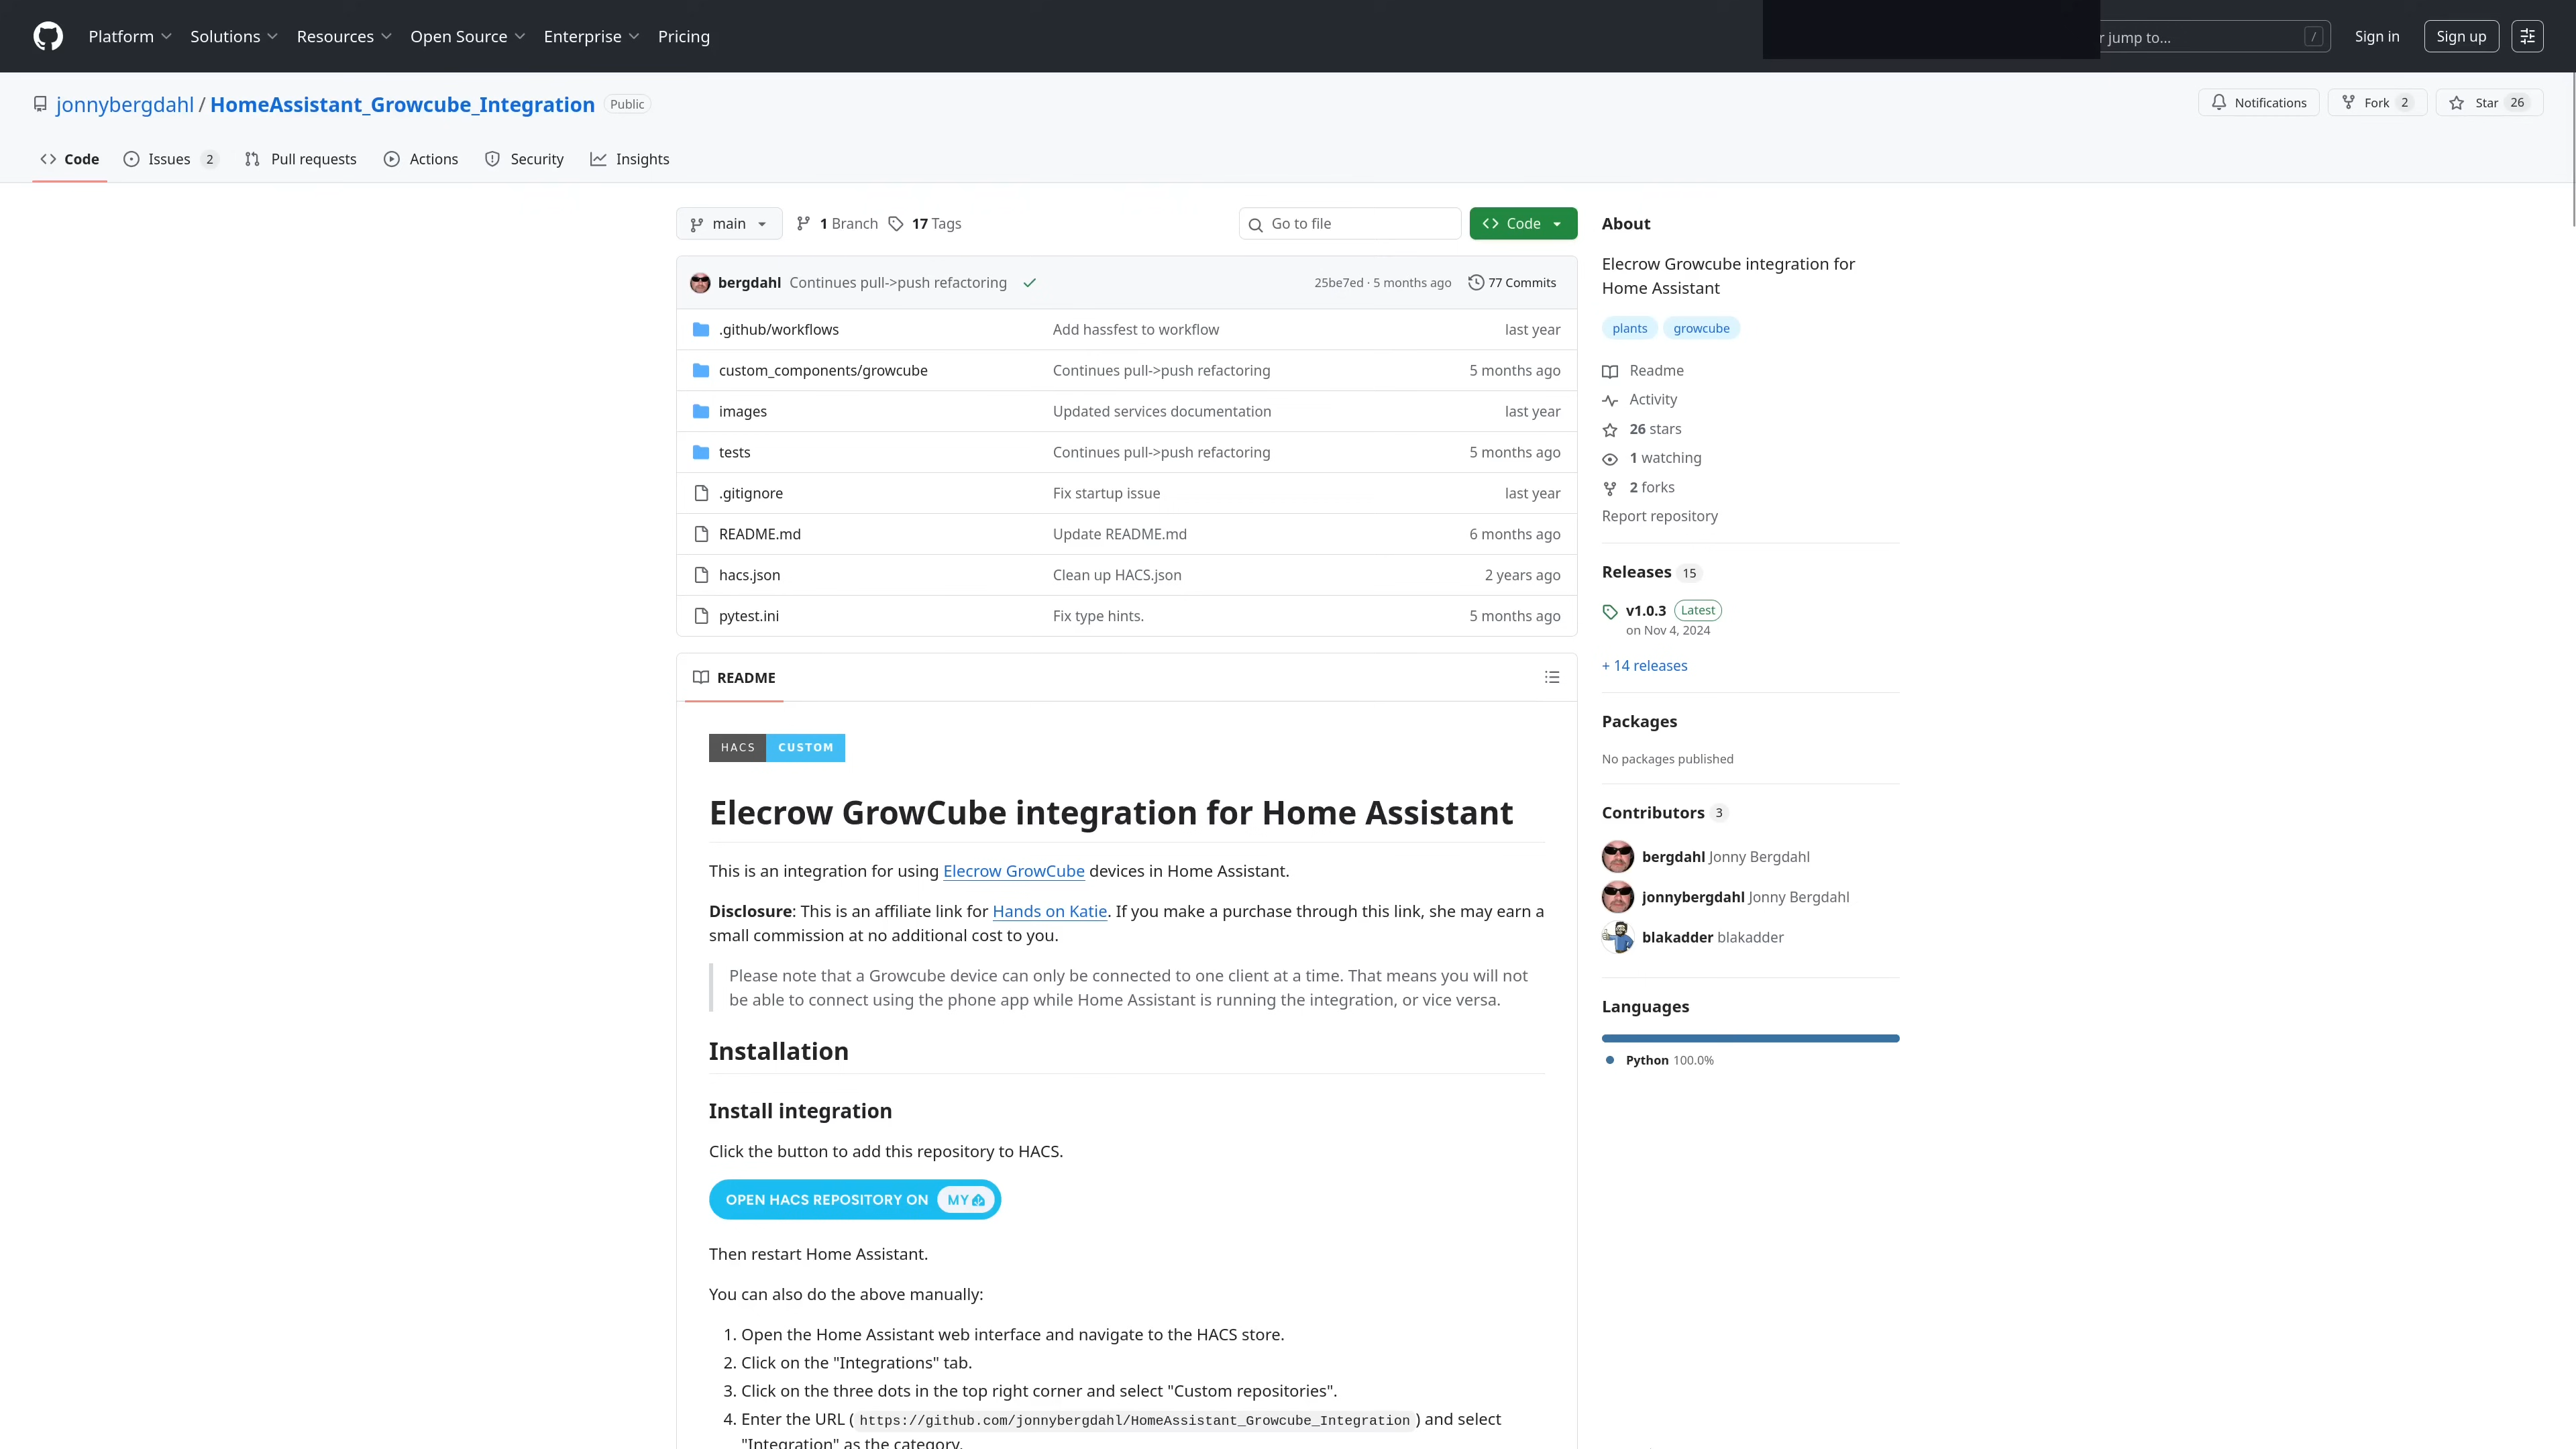 Platform Solutions Resources Open Source Enterprise Pricing
r jump to... / Sign in Sign up
jonnybergdahl / HomeAssistant_Growcube_Integration Public
Notifications Fork 2 Star 26
Code Issues 2 Pull requests Actions Security Insights
main 1 Branch 17 Tags Go to file Code
bergdahl Continues pull->push refactoring 25be7ed · 5 months ago 77 Commits
.github/workflows Add hassfest to workflow last year
custom_components/growcube Continues pull->push refactoring 5 months ago
images Updated services documentation last year
tests Continues pull->push refactoring 5 months ago
.gitignore Fix startup issue last year
README.md Update README.md 6 months ago
hacs.json Clean up HACS.json 2 years ago
pytest.ini Fix type hints. 5 months ago
README
HACS CUSTOM
Elecrow GrowCube integration for Home Assistant
This is an integration for using Elecrow GrowCube devices in Home Assistant.
Disclosure: This is an affiliate link for Hands on Katie. If you make a purchase through this link, she may earn a
small commission at no additional cost to you.
Please note that a Growcube device can only be connected to one client at a time. That means you will not
be able to connect using the phone app while Home Assistant is running the integration, or vice versa.
Installation
Install integration
Click the button to add this repository to HACS.
OPEN HACS REPOSITORY ON MY
Then restart Home Assistant.
You can also do the above manually:
1. Open the Home Assistant web interface and navigate to the HACS store.
2. Click on the "Integrations" tab.
3. Click on the three dots in the top right corner and select "Custom repositories".
4. Enter the URL ( https://github.com/jonnybergdahl/HomeAssistant_Growcube_Integration ) and select
"Integration" as the category.
About
Elecrow Growcube integration for
Home Assistant
plants growcube
Readme
Activity
26 stars
1 watching
2 forks
Report repository
Releases 15
v1.0.3 Latest
on Nov 4, 2024
+ 14 releases
Packages
No packages published
Contributors 3
bergdahl Jonny Bergdahl
jonnybergdahl Jonny Bergdahl
blakadder blakadder
Languages
Python 100.0%